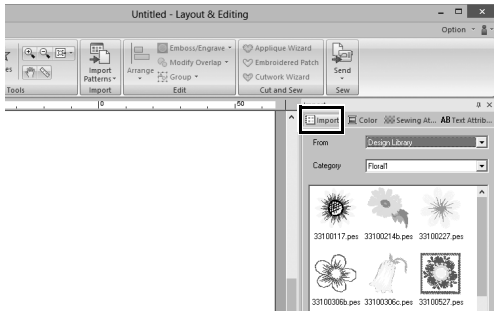 Untitled - Layout & Editing
Option
Import Patterns
Arrange
Emboss/Engrave
Modify Overlap
Group
Applique Wizard
Embroidered Patch
Cutwork Wizard
Send
Tools
Import
Edit
Cut and Sew
Sew
0 50
Import Color Sewing At... AB Text Attrib...
From Design Library
Category Floral1
33100117.pes 33100214b.pes 33100227.pes
33100306b.pes 33100306c.pes 33100527.pes